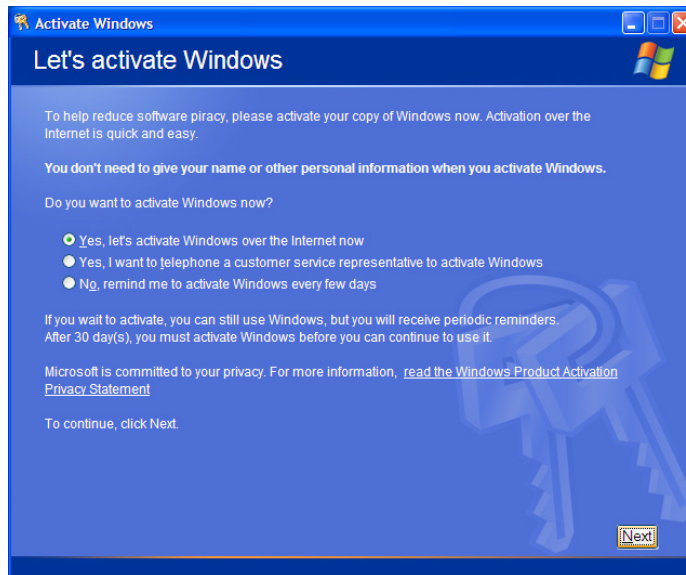 Activate Windows
Let's activate Windows
To help reduce software piracy, please activate your copy of Windows now. Activation over the
Internet is quick and easy.
You don't need to give your name or other personal information when you activate Windows.
Do you want to activate Windows now?
Yes, let's activate Windows over the Internet now
Yes, I want to telephone a customer service representative to activate Windows
No, remind me to activate Windows every few days
If you wait to activate, you can still use Windows, but you will receive periodic reminders.
After 30 day(s), you must activate Windows before you can continue to use it.
Microsoft is committed to your privacy. For more information, read the Windows Product Activation
Privacy Statement
To continue, click Next.
Next